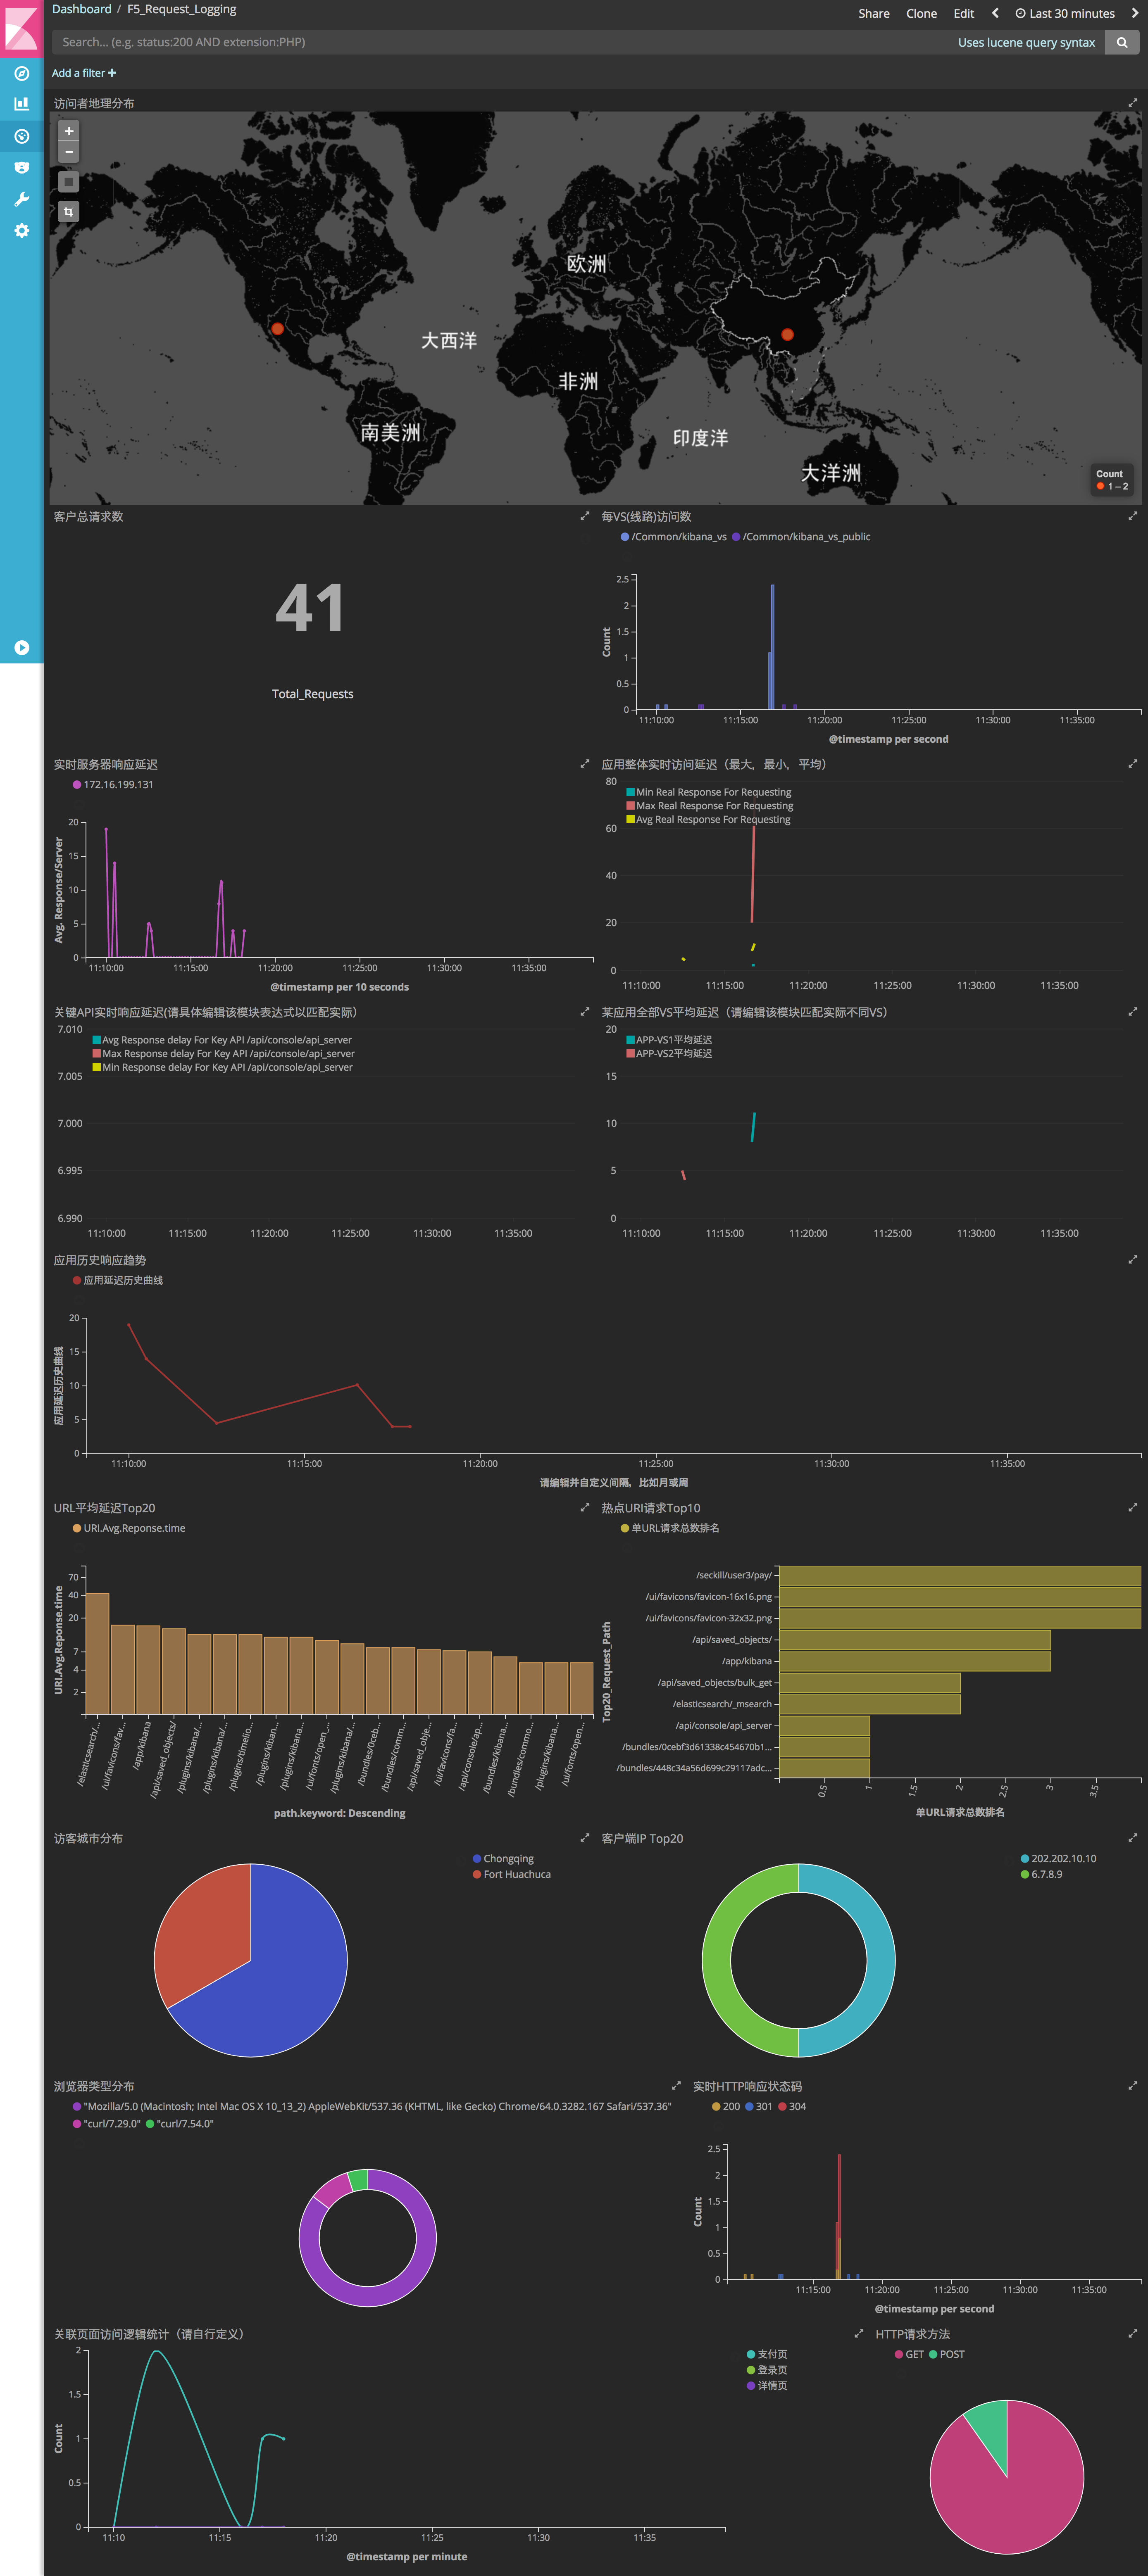 Dashboard / F5_Request_Logging
Share Clone Edit Last 30 minutes
Search... (e.g. status:200 AND extension:PHP) Uses lucene query syntax
Add a filter
访问者地理分布
欧洲
大西洋
非洲
南美洲
印度洋
大洋洲
Count
1 – 2
客户总请求数
41
Total_Requests
每VS(线路)访问数
/Common/kibana_vs /Common/kibana_vs_public
2.5
2
1.5
1
0.5
0
Count
11:10:00 11:15:00 11:20:00 11:25:00 11:30:00 11:35:00
@timestamp per second
实时服务器响应延迟
172.16.199.131
20
15
10
5
0
Avg. Response/Server
11:10:00 11:15:00 11:20:00 11:25:00 11:30:00 11:35:00
@timestamp per 10 seconds
应用整体实时访问延迟（最大，最小，平均）
Min Real Response For Requesting
Max Real Response For Requesting
Avg Real Response For Requesting
80
60
40
20
0
11:10:00 11:15:00 11:20:00 11:25:00 11:30:00 11:35:00
关键API实时响应延迟(请具体编辑该模块表达式以匹配实际）
Avg Response delay For Key API /api/console/api_server
Max Response delay For Key API /api/console/api_server
Min Response delay For Key API /api/console/api_server
7.010
7.005
7.000
6.995
6.990
11:10:00 11:15:00 11:20:00 11:25:00 11:30:00 11:35:00
某应用全部VS平均延迟（请编辑该模块匹配实际不同VS）
APP-VS1平均延迟
APP-VS2平均延迟
20
15
10
5
0
11:10:00 11:15:00 11:20:00 11:25:00 11:30:00 11:35:00
应用历史响应趋势
应用延迟历史曲线
20
15
10
5
0
应用延迟历史曲线
11:10:00 11:15:00 11:20:00 11:25:00 11:30:00 11:35:00
请编辑并自定义间隔，比如月或周
URL平均延迟Top20
URI.Avg.Reponse.time
70
40
20
7
4
2
URI.Avg.Reponse.time
/elasticsearch/...
/ui/favicons/fav...
/app/kibana
/api/saved_objects/
/plugins/kibana/...
/plugins/kibana/...
/plugins/timelio...
/plugins/kiban...
/plugins/kibana...
/ui/fonts/open_...
/plugins/kibana/...
/bundles/0ceb...
/bundles/comm...
/api/saved_obje...
/ui/favicons/fa...
/api/console/ap...
/bundles/kibana...
/bundles/commo...
/plugins/kibana...
/ui/fonts/open...
path.keyword: Descending
热点URI请求Top10
单URL请求总数排名
Top20_Request_Path
/seckill/user3/pay/
/ui/favicons/favicon-16x16.png
/ui/favicons/favicon-32x32.png
/api/saved_objects/
/app/kibana
/api/saved_objects/bulk_get
/elasticsearch/_msearch
/api/console/api_server
/bundles/0cebf3d61338c454670b1...
/bundles/448c34a56d699c29117adc...
0.5 1 1.5 2 2.5 3 3.5
单URL请求总数排名
访客城市分布
Chongqing
Fort Huachuca
客户端IP Top20
202.202.10.10
6.7.8.9
浏览器类型分布
"Mozilla/5.0 (Macintosh; Intel Mac OS X 10_13_2) AppleWebKit/537.36 (KHTML, like Gecko) Chrome/64.0.3282.167 Safari/537.36"
"curl/7.29.0" "curl/7.54.0"
实时HTTP响应状态码
200 301 304
2.5
2
1.5
1
0.5
0
Count
11:15:00 11:20:00 11:25:00 11:30:00 11:35:00
@timestamp per second
关联页面访问逻辑统计（请自行定义）
支付页
登录页
详情页
2
1.5
1
0.5
0
Count
11:10 11:15 11:20 11:25 11:30 11:35
@timestamp per minute
HTTP请求方法
GET POST